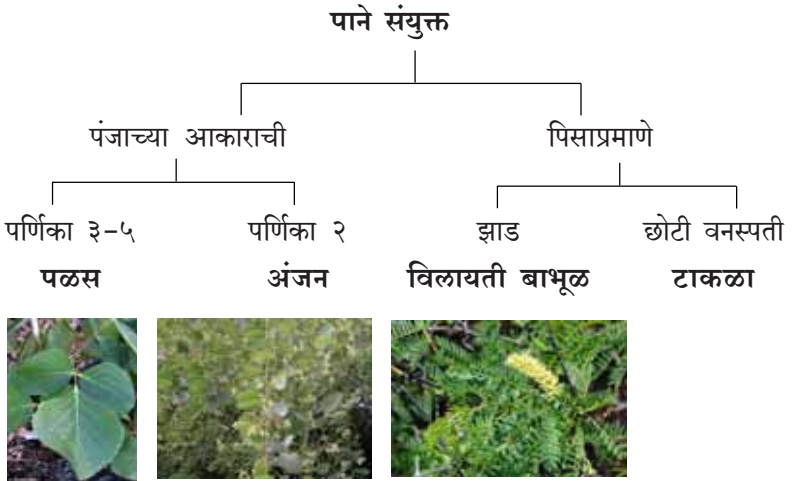 पाने संयुक्त
पंजाच्या आकाराची पिसाप्रमाणे
पर्णिका ३-५ पर्णिका २ झाड छोटी वनस्पती
पळस अंजन विलायती बाभूळ टाकळा